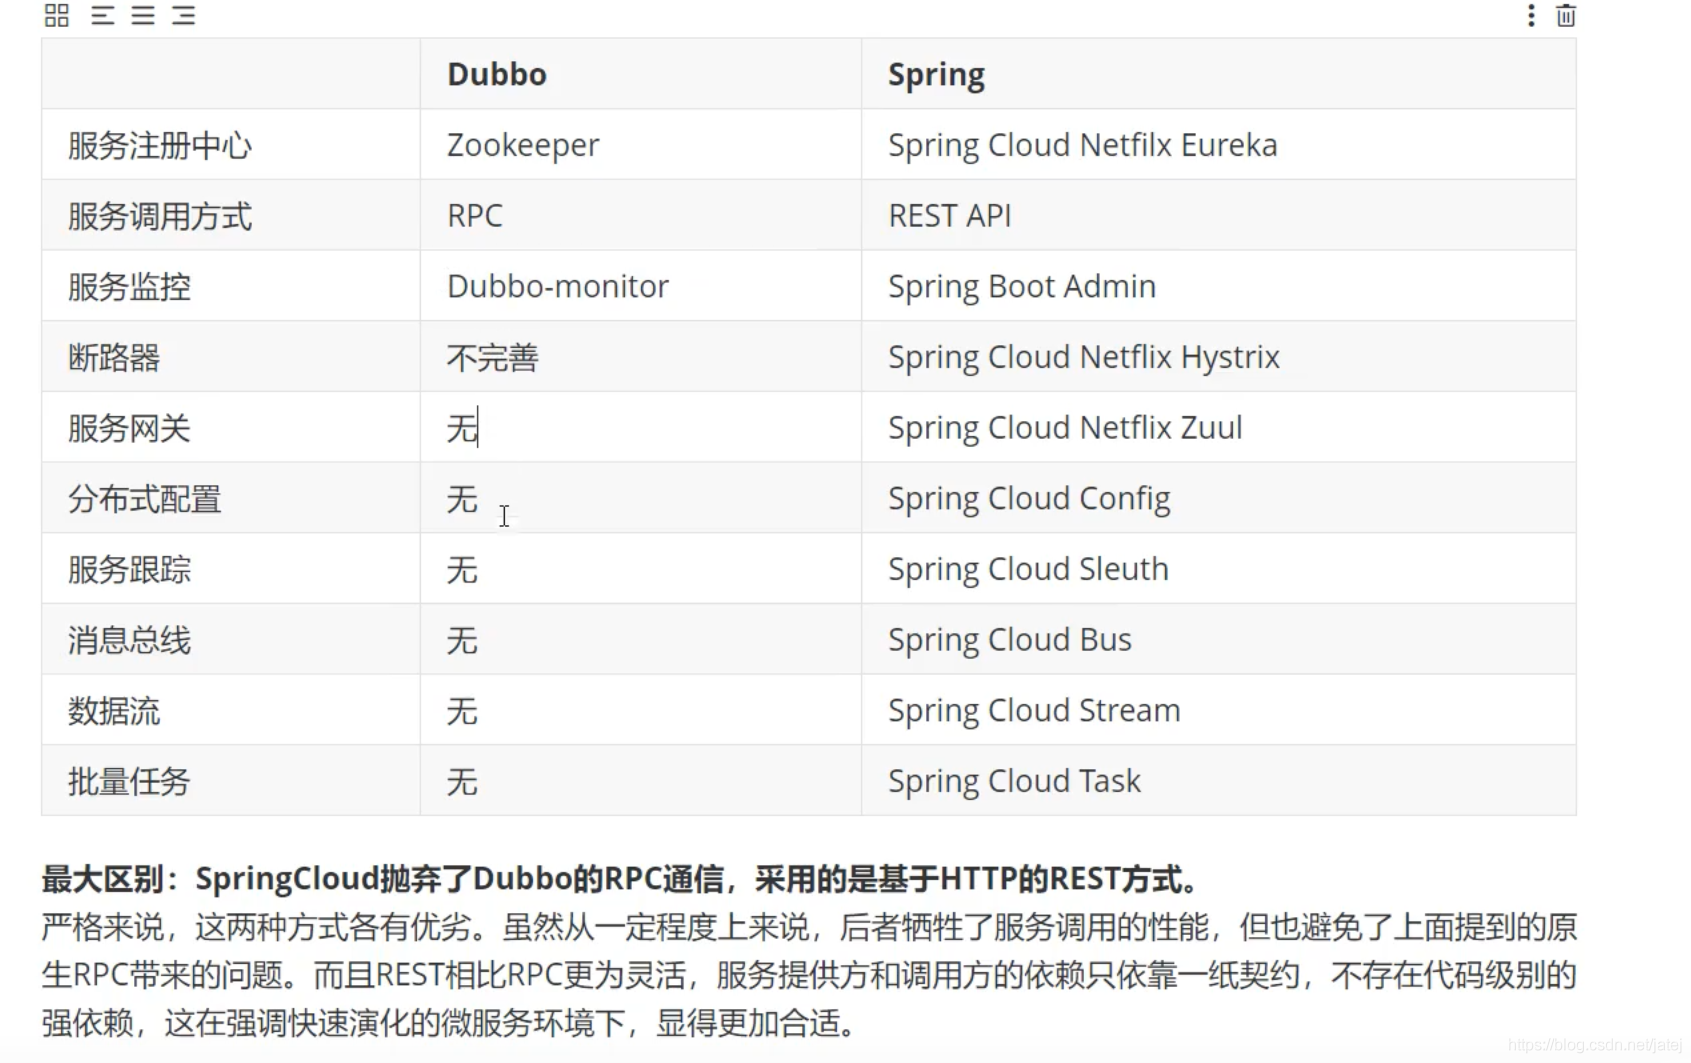 Dubbo Spring
服务注册中心 Zookeeper Spring Cloud Netfilx Eureka
服务调用方式 RPC REST API
服务监控 Dubbo-monitor Spring Boot Admin
断路器 不完善 Spring Cloud Netflix Hystrix
服务网关 无 Spring Cloud Netflix Zuul
分布式配置 无 Spring Cloud Config
服务跟踪 无 Spring Cloud Sleuth
消息总线 无 Spring Cloud Bus
数据流 无 Spring Cloud Stream
批量任务 无 Spring Cloud Task
最大区别：SpringCloud抛弃了Dubbo的RPC通信，采用的是基于HTTP的REST方式。
严格来说，这两种方式各有优劣。虽然从一定程度上来说，后者牺牲了服务调用的性能，但也避免了上面提到的原
生RPC带来的问题。而且REST相比RPC更为灵活，服务提供方和调用方的依赖只依靠一纸契约，不存在代码级别的
强依赖，这在强调快速演化的微服务环境下，显得更加合适。
https://blog.csdn.net/jatej